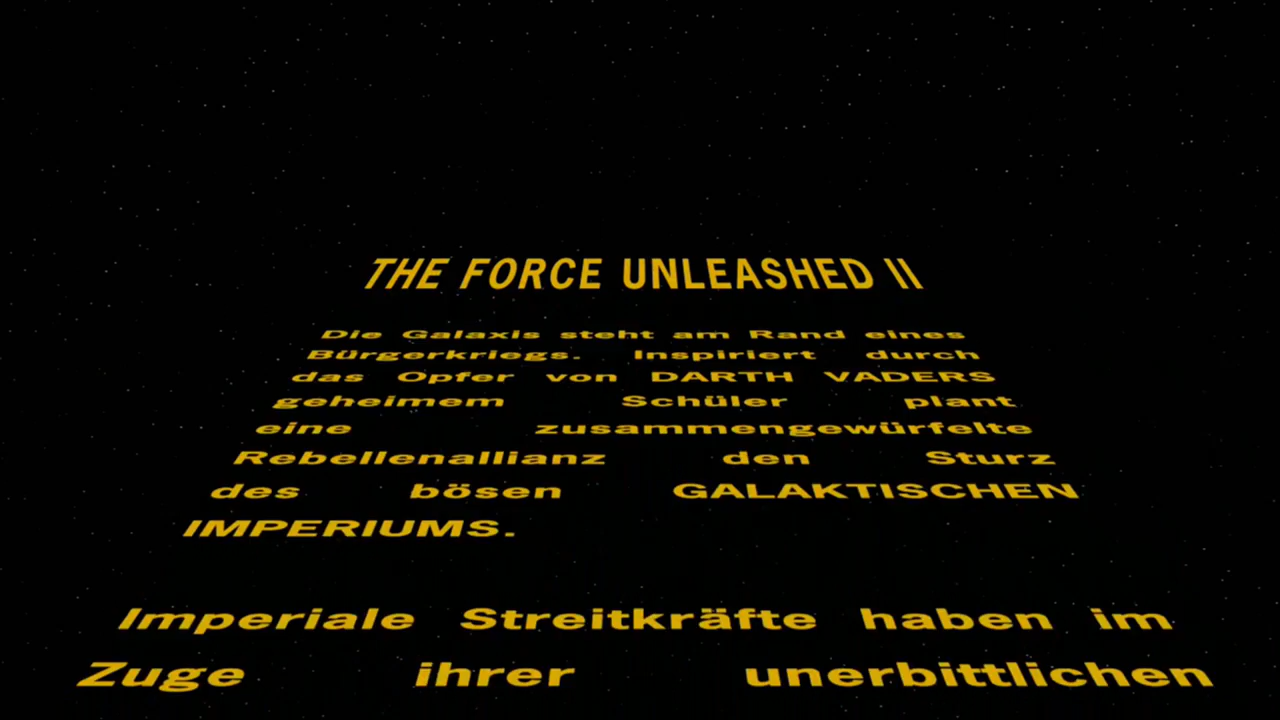 THE FORCE UNLEASHED II
Die Galaxis steht am Rand eines
Bürgerkriegs. Inspiriert durch
das Opfer von DARTH VADERS
geheimem Schüler plant
eine zusammengewürfelte
Rebellenallianz den Sturz
des bösen GALAKTISCHEN
IMPERIUMS.
Imperiale Streitkräfte haben im
Zuge ihrer unerbittlichen